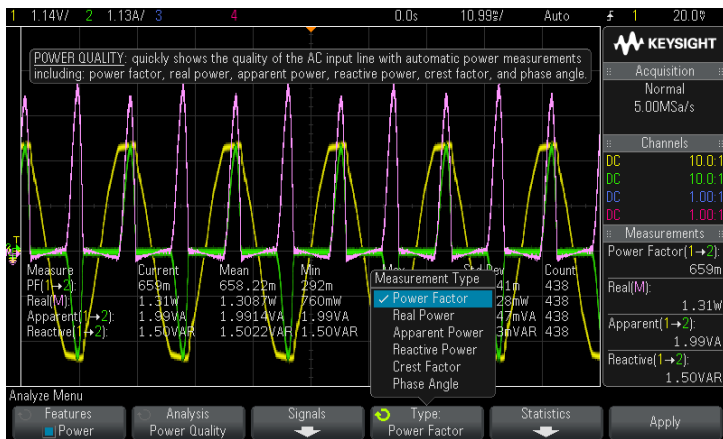 1 1.14V/ 2 1.13A/ 3 4 0.0s 10.99%/ Auto 1 20.0V
POWER QUALITY: quickly shows the quality of the AC input line with automatic power measurements
including: power factor, real power, apparent power, reactive power, crest factor, and phase angle.
KEYSIGHT
Acquisition
Normal
5.00MSa/s
Channels
DC 10.0:1
DC 10.0:1
DC 1.00:1
DC 1.00:1
Measurements
Power Factor(1→2):
659m
Real(M):
1.31W
Apparent(1→2):
1.99VA
Reactive(1→2):
1.50VAR
Measure Current Mean Min Count
PF(1→2): 659m 658.22m 292m 41m 438
Real(M): 1.31W 1.3087W 760mW 28mW 438
Apparent(1→2): 1.99VA 1.9914VA 1.99VA 47mVA 438
Reactive(1→2): 1.50VAR 1.5022VAR 1.50VAR 438
Measurement Type
✓ Power Factor
Real Power
Apparent Power
Reactive Power
Crest Factor
Phase Angle
Analyze Menu
Features
Power
Analysis
Power Quality
Signals
Type:
Power Factor
Statistics
Apply